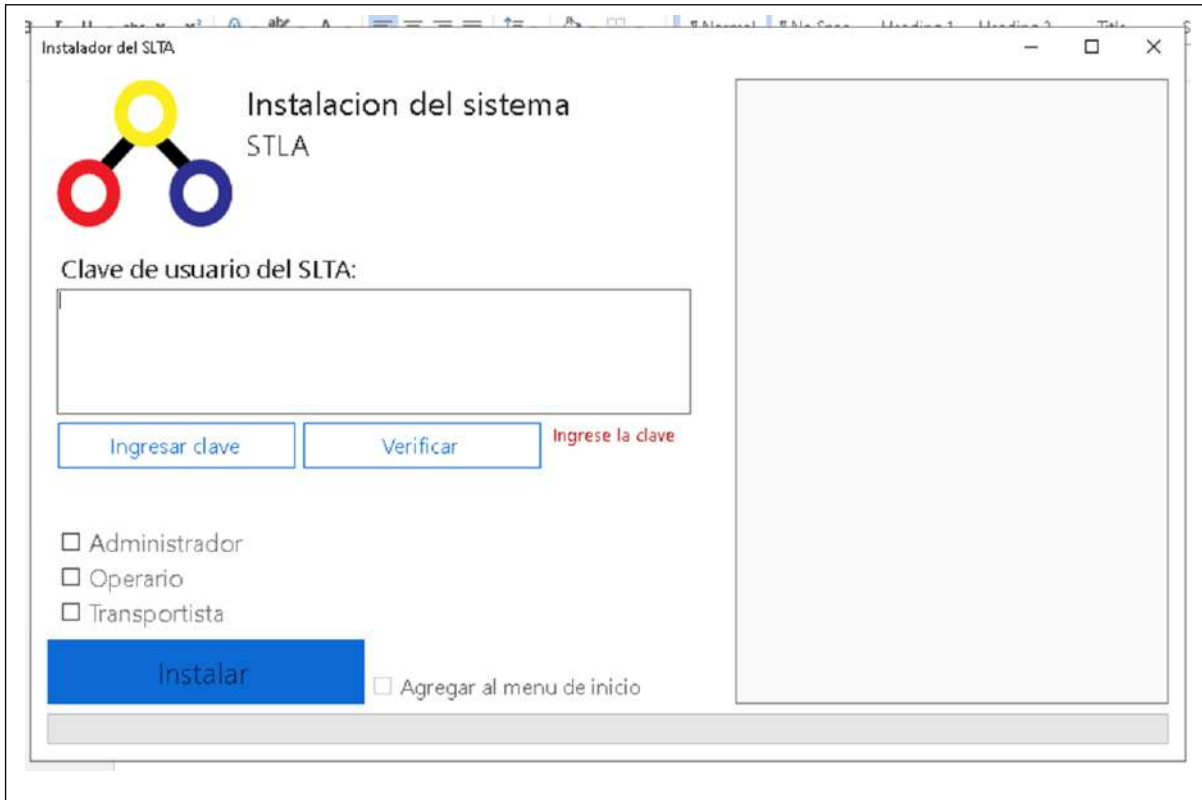 Instalador del SLTA
Instalacion del sistema
STLA
Clave de usuario del SLTA:
Ingresar clave
Verificar
Ingrese la clave
Administrador
Operario
Transportista
Instalar
Agregar al menu de inicio